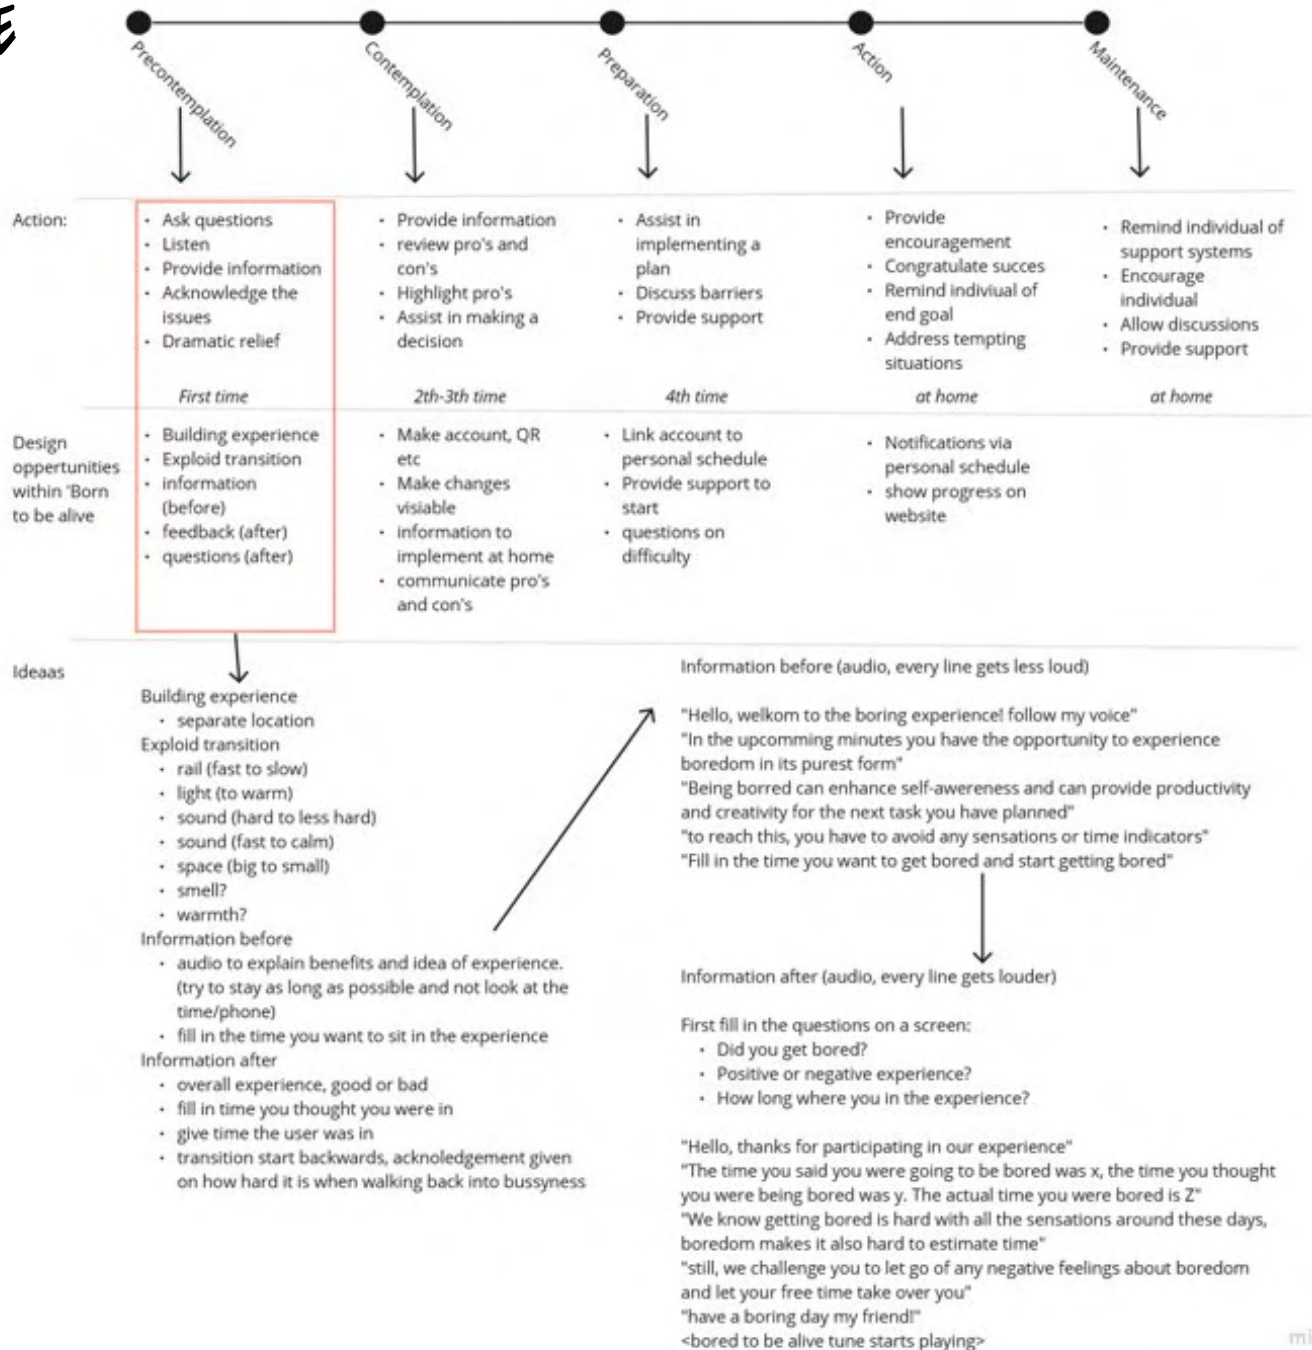 E
Precontemplation
Contemplation
Preparation
Action
Maintenance
Action:
· Ask questions
· Listen
· Provide information
· Acknowledge the
issues
· Dramatic relief
First time
· Provide information
· review pro's and
con's
· Highlight pro's
· Assist in making a
decision
2th-3th time
· Assist in
implementing a
plan
· Discuss barriers
· Provide support
4th time
· Provide
encouragement
· Congratulate succes
· Remind indiviual of
end goal
· Address tempting
situations
at home
· Remind individual of
support systems
· Encourage
individual
· Allow discussions
· Provide support
at home
Design
oppertunities
within 'Born
to be alive
· Building experience
· Exploid transition
· information
(before)
· feedback (after)
· questions (after)
· Make account, QR
etc
· Make changes
visiable
· information to
implement at home
· communicate pro's
and con's
· Link account to
personal schedule
· Provide support to
start
· questions on
difficulty
· Notifications via
personal schedule
· show progress on
website
Ideaas
Building experience
· separate location
Exploid transition
· rail (fast to slow)
· light (to warm)
· sound (hard to less hard)
· sound (fast to calm)
· space (big to small)
· smell?
· warmth?
Information before
· audio to explain benefits and idea of experience.
(try to stay as long as possible and not look at the
time/phone)
· fill in the time you want to sit in the experience
Information after
· overall experience, good or bad
· fill in time you thought you were in
· give time the user was in
· transition start backwards, acknoledgement given
on how hard it is when walking back into bussyness
Information before (audio, every line gets less loud)
"Hello, welkom to the boring experience! follow my voice"
"In the upcomming minutes you have the opportunity to experience
boredom in its purest form"
"Being borred can enhance self-awereness and can provide productivity
and creativity for the next task you have planned"
"to reach this, you have to avoid any sensations or time indicators"
"Fill in the time you want to get bored and start getting bored"
Information after (audio, every line gets louder)
First fill in the questions on a screen:
· Did you get bored?
· Positive or negative experience?
· How long where you in the experience?
"Hello, thanks for participating in our experience"
"The time you said you were going to be bored was x, the time you thought
you were being bored was y. The actual time you were bored is Z"
"We know getting bored is hard with all the sensations around these days,
boredom makes it also hard to estimate time"
"still, we challenge you to let go of any negative feelings about boredom
and let your free time take over you"
"have a boring day my friend!"
<bored to be alive tune starts playing>
mi